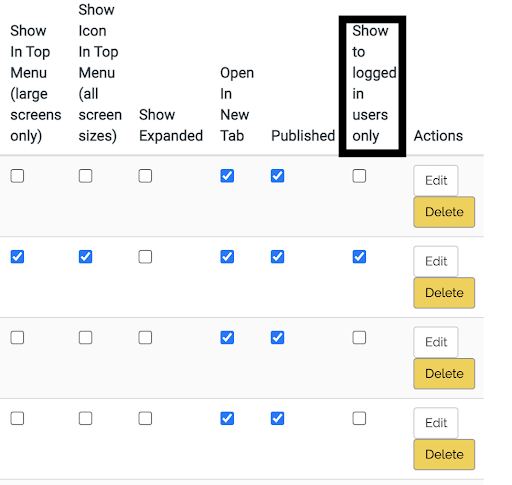 Show In Top Menu (large screens only)
Show Icon In Top Menu (all screen sizes)
Show Expanded
Open In New Tab
Published
Show to logged in users only
Actions
Edit
Delete
Edit
Delete
Edit
Delete
Edit
Delete